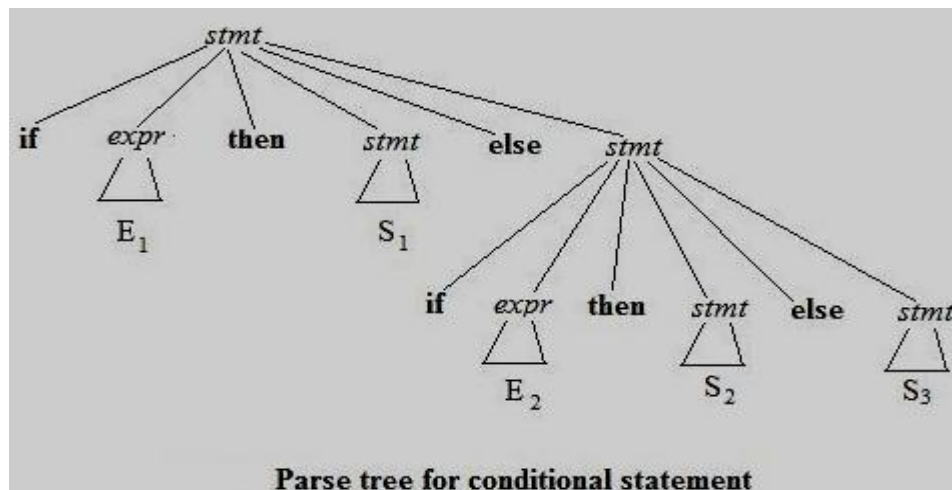 stmt
if expr then stmt else stmt
E1 S1
if expr then stmt else stmt
E2 S2 S3
Parse tree for conditional statement